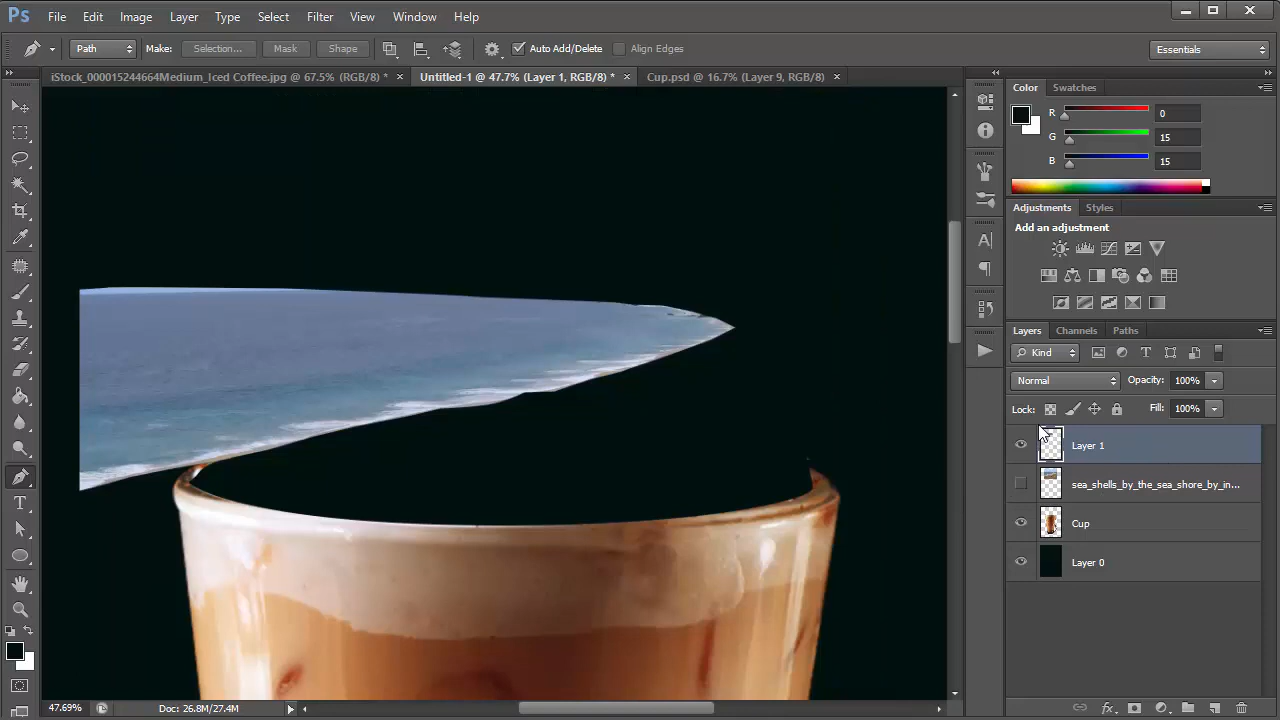 Ps File Edit Image Layer Type Select Filter View Window Help
Path Make: Selection... Mask Shape Auto Add/Delete Align Edges Essentials
iStock_000015244664Medium_Iced Coffee.jpg @ 67.5% (RGB/8) * × Untitled-1 @ 47.7% (Layer 1, RGB/8) * × Cup.psd @ 16.7% (Layer 9, RGB/8) ×
Color Swatches
R 0
G 15
B 15
Adjustments Styles
Add an adjustment
Layers Channels Paths
Kind
Normal Opacity: 100%
Lock: Fill: 100%
Layer 1
sea_shells_by_the_sea_shore_by_in...
Cup
Layer 0
47.69% Doc: 26.8M/27.4M